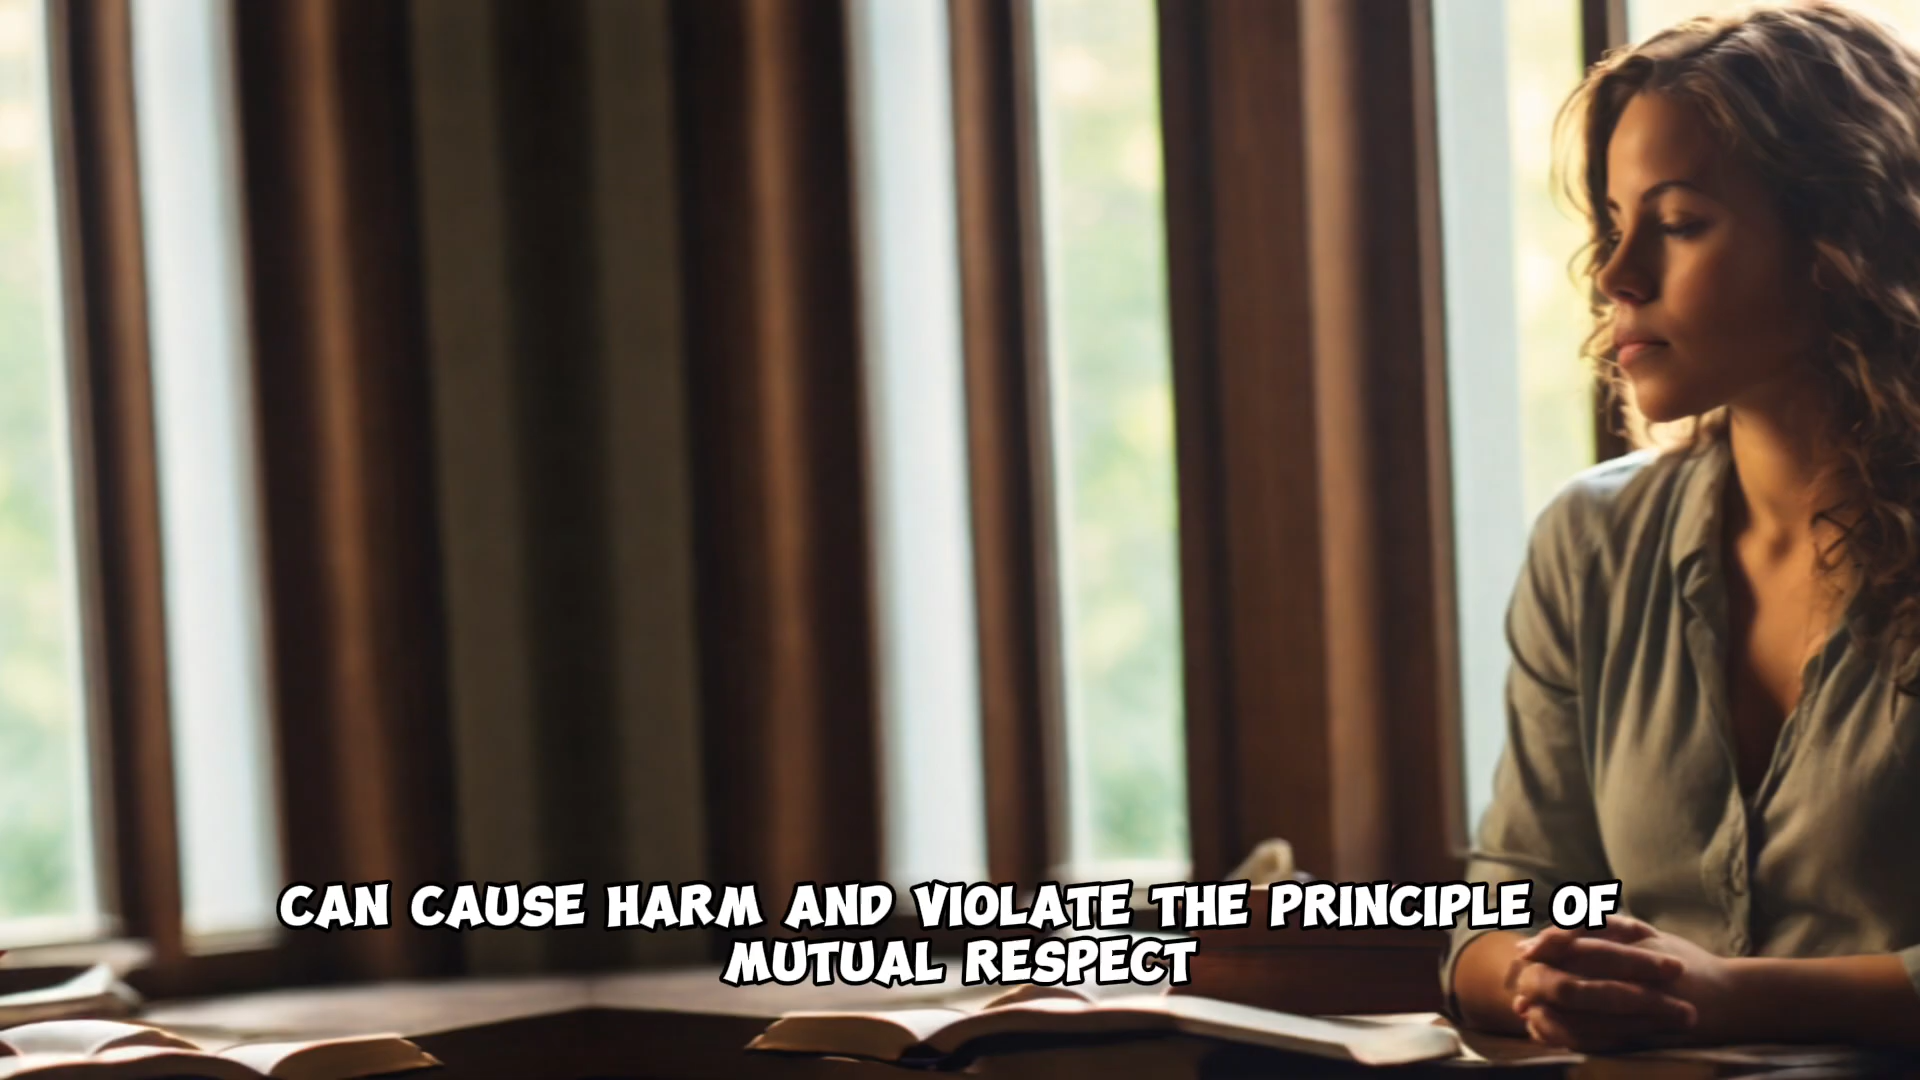 CAN CAUSE HARM AND VIOLATE THE PRINCIPLE OF
MUTUAL RESPECT